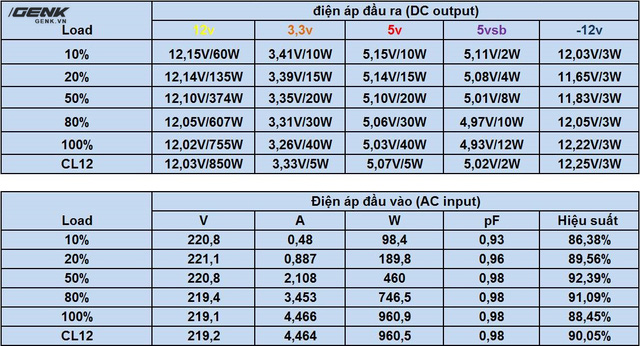 GENK
GENK.VN
Load điện áp đầu ra (DC output)
12v 3,3v 5v 5vsb -12v
10% 12,15V/60W 3,41V/10W 5,15V/10W 5,11V/2W 12,03V/3W
20% 12,14V/135W 3,39V/15W 5,14V/15W 5,08V/4W 11,65V/3W
50% 12,10V/374W 3,35V/20W 5,10V/20W 5,01V/8W 11,83V/3W
80% 12,05V/607W 3,31V/30W 5,06V/30W 4,97V/10W 12,05V/3W
100% 12,02V/755W 3,26V/40W 5,03V/40W 4,93V/12W 12,22V/3W
CL12 12,03V/850W 3,33V/5W 5,07V/5W 5,02V/2W 12,25V/3W
Load Điện áp đầu vào (AC input)
V A W pF Hiệu suất
10% 220,8 0,48 98,4 0,93 86,38%
20% 221,1 0,887 189,8 0,96 89,56%
50% 220,8 2,108 460 0,98 92,39%
80% 219,4 3,453 746,5 0,98 91,09%
100% 219,1 4,466 960,9 0,98 88,45%
CL12 219,2 4,464 960,5 0,98 90,05%